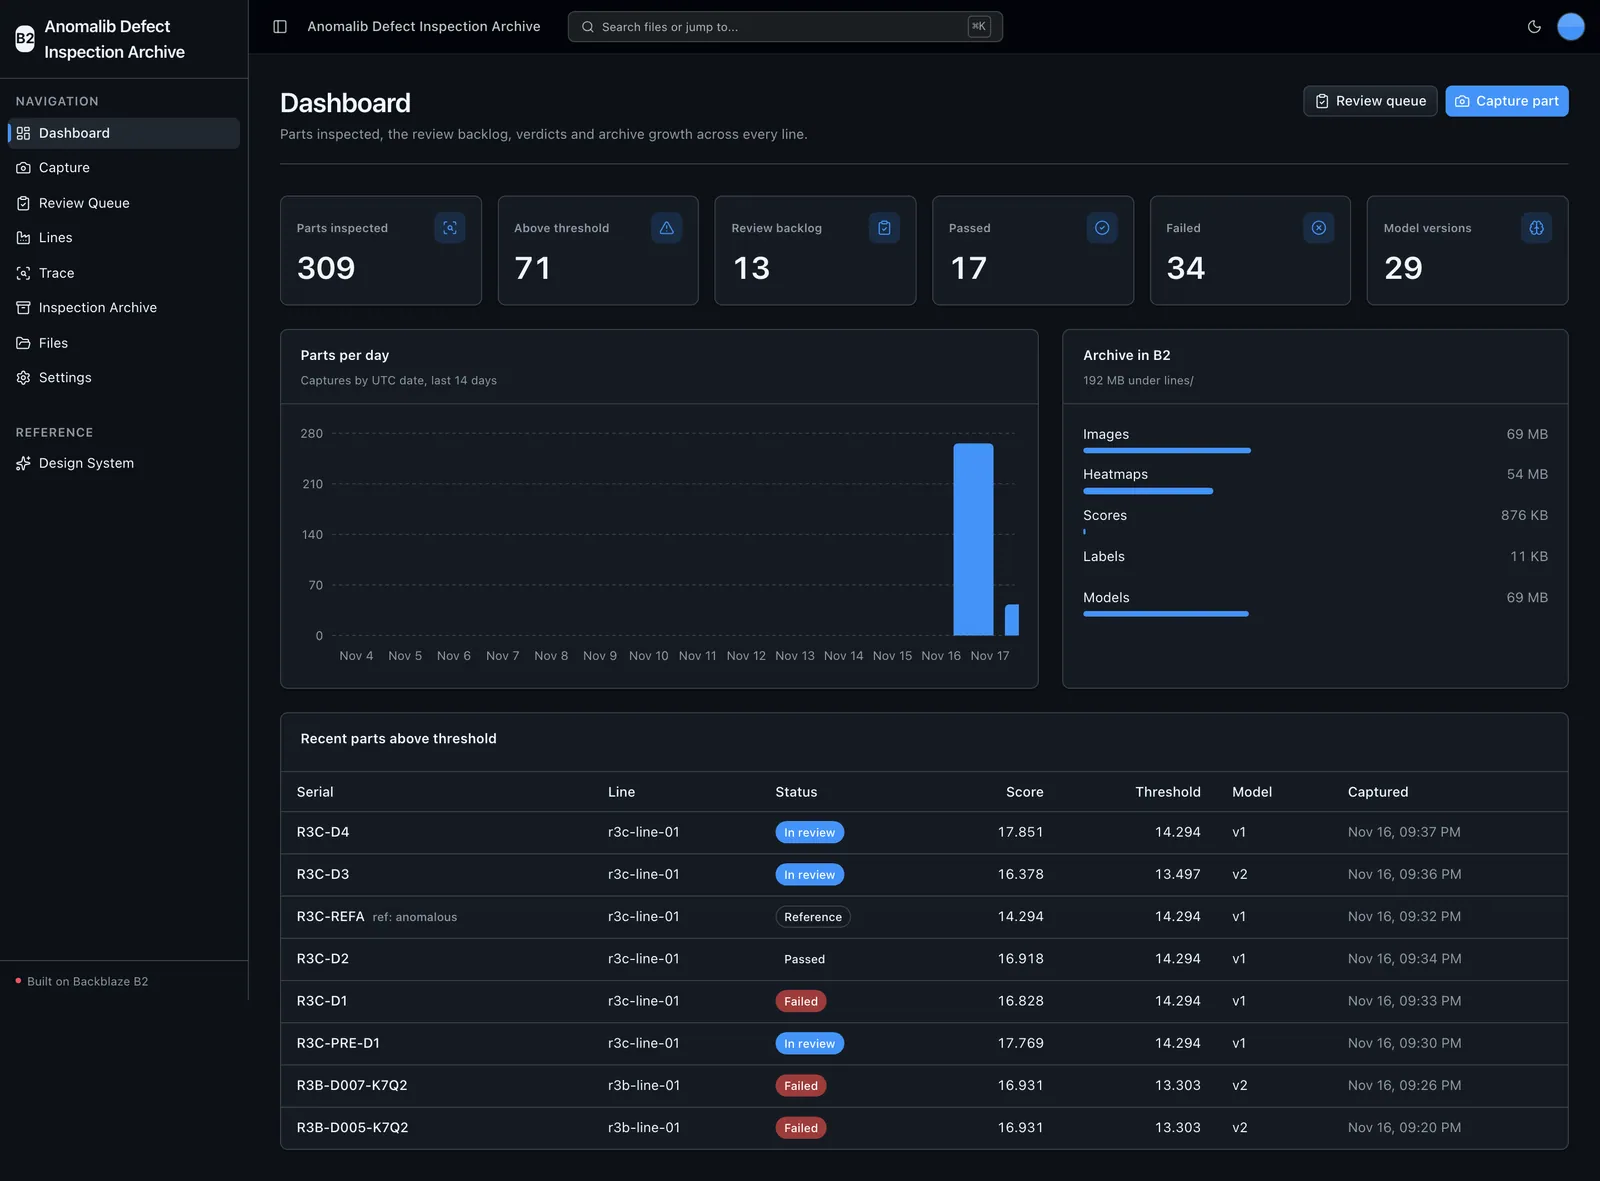 B2
Anomalib Defect
Inspection Archive
NAVIGATION
Dashboard
Capture
Review Queue
Lines
Trace
Inspection Archive
Files
Settings
REFERENCE
Design System
Built on Backblaze B2
Anomalib Defect Inspection Archive
Search files or jump to...
⌘K
Dashboard
Parts inspected, the review backlog, verdicts and archive growth across every line.
Review queue
Capture part
Parts inspected
309
Above threshold
71
Review backlog
13
Passed
17
Failed
34
Model versions
29
Parts per day
Captures by UTC date, last 14 days
280
210
140
70
0
Nov 4 Nov 5 Nov 6 Nov 7 Nov 8 Nov 9 Nov 10 Nov 11 Nov 12 Nov 13 Nov 14 Nov 15 Nov 16 Nov 17
Archive in B2
192 MB under lines/
Images 69 MB
Heatmaps 54 MB
Scores 876 KB
Labels 11 KB
Models 69 MB
Recent parts above threshold
Serial Line Status Score Threshold Model Captured
R3C-D4 r3c-line-01 In review 17.851 14.294 v1 Nov 16, 09:37 PM
R3C-D3 r3c-line-01 In review 16.378 13.497 v2 Nov 16, 09:36 PM
R3C-REFA ref: anomalous r3c-line-01 Reference 14.294 14.294 v1 Nov 16, 09:32 PM
R3C-D2 r3c-line-01 Passed 16.918 14.294 v1 Nov 16, 09:34 PM
R3C-D1 r3c-line-01 Failed 16.828 14.294 v1 Nov 16, 09:33 PM
R3C-PRE-D1 r3c-line-01 In review 17.769 14.294 v1 Nov 16, 09:30 PM
R3B-D007-K7Q2 r3b-line-01 Failed 16.931 13.303 v2 Nov 16, 09:26 PM
R3B-D005-K7Q2 r3b-line-01 Failed 16.931 13.303 v2 Nov 16, 09:20 PM